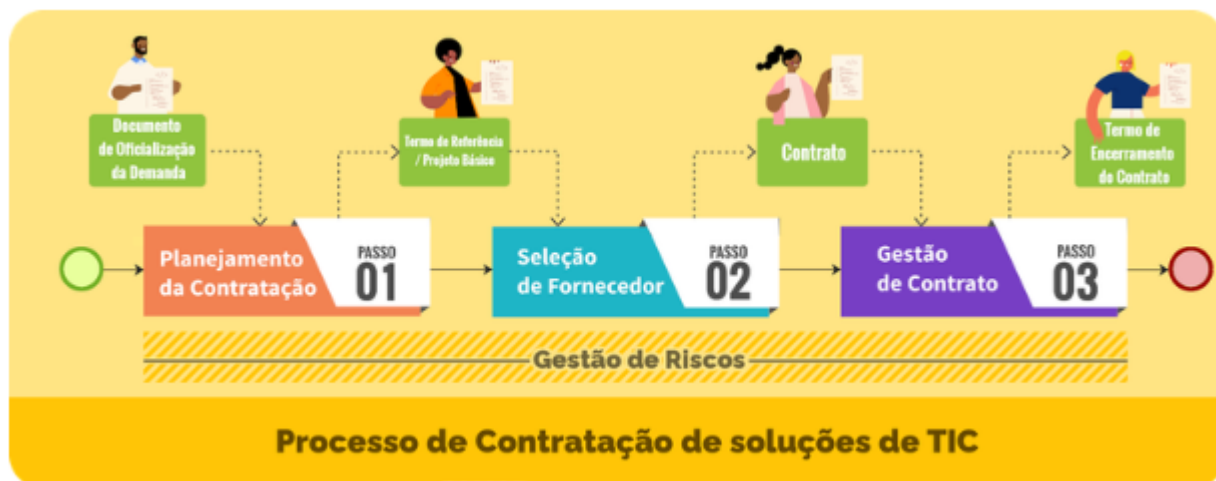 Documento
de Oficialização
da Demanda
Termo de Referência
/ Projeto Básico
Contrato
Termo de
Encerramento
do Contrato
Planejamento
da Contratação
PASSO
01
Seleção
de Fornecedor
PASSO
02
Gestão
de Contrato
PASSO
03
Gestão de Riscos
Processo de Contratação de soluções de TIC